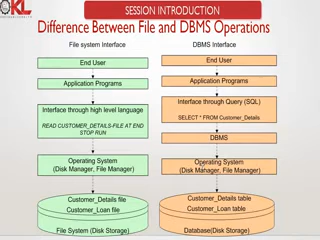 KL
SESSION INTRODUCTION
Difference Between File and DBMS Operations
File system Interface
End User
Application Programs
Interface through high level language
READ CUSTOMER_DETAILS-FILE AT END
STOP RUN
Operating System
(Disk Manager, File Manager)
Customer_Details file
Customer_Loan file
File System (Disk Storage)
DBMS Interface
End User
Application Programs
Interface through Query (SQL)
SELECT * FROM Customer_Details
DBMS
Operating System
(Disk Manager, File Manager)
Customer_Details table
Customer_Loan table
Database(Disk Storage)